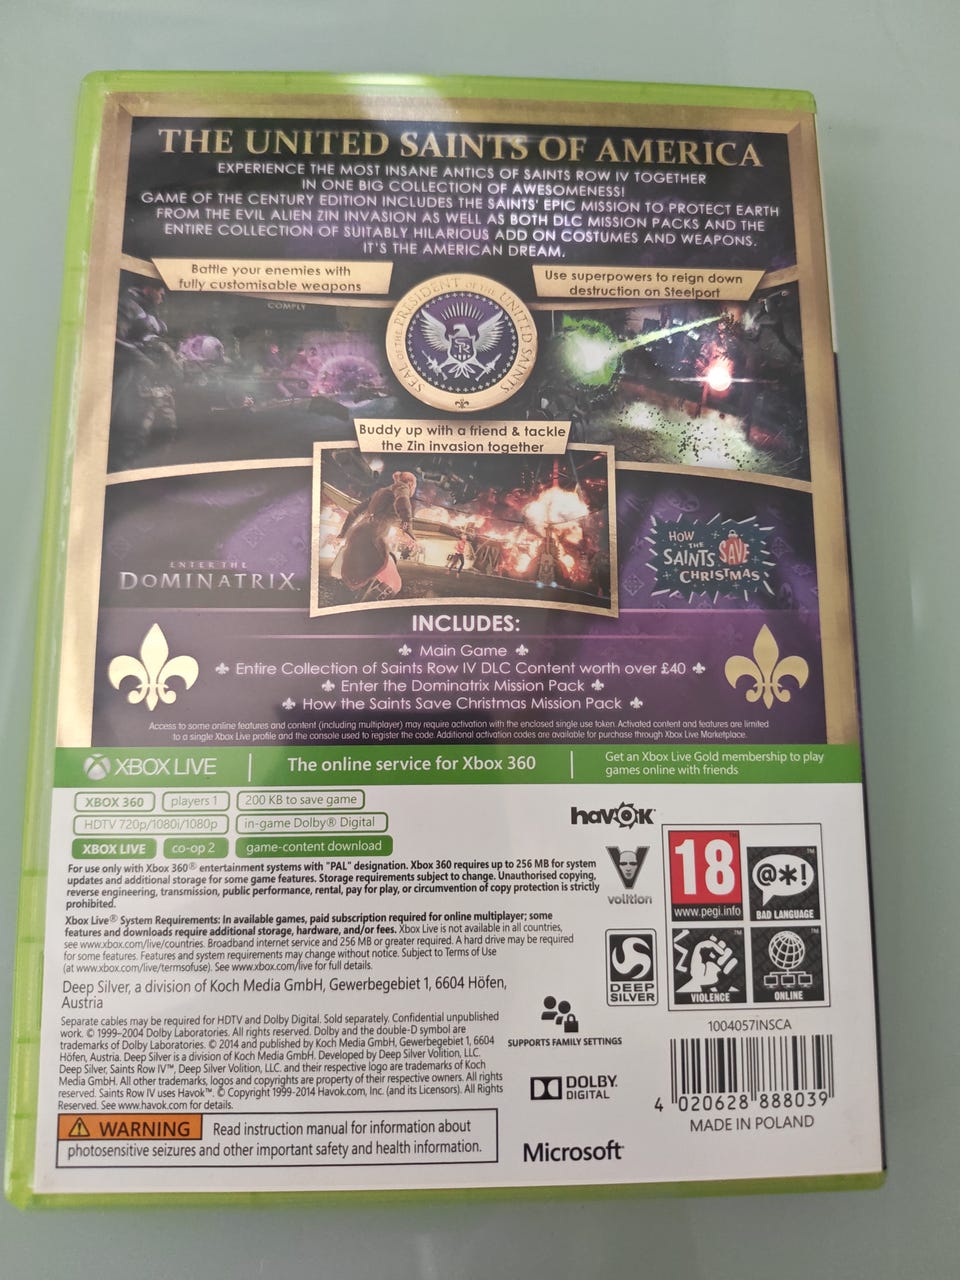 THE UNITED SAINTS OF AMERICA
EXPERIENCE THE MOST INSANE ANTICS OF SAINTS ROW IV TOGETHER
IN ONE BIG COLLECTION OF AWESOMENESS!
GAME OF THE CENTURY EDITION INCLUDES THE SAINTS' EPIC MISSION TO PROTECT EARTH
FROM THE EVIL ALIEN ZIN INVASION AS WELL AS BOTH DLC MISSION PACKS AND THE
ENTIRE COLLECTION OF SUITABLY HILARIOUS ADD ON COSTUMES AND WEAPONS.
IT'S THE AMERICAN DREAM.
Battle your enemies with
fully customisable weapons
COMPLY
SEAL OF THE PRESIDENT OF THE UNITED SAINTS
SR
Use superpowers to reign down
destruction on Steelport
Buddy up with a friend & tackle
the Zin invasion together
ENTER THE
DOMINATRIX
HOW
THE
SAINTS SAVE
CHRISTMAS
INCLUDES:
Main Game
Entire Collection of Saints Row IV DLC Content worth over £40
Enter the Dominatrix Mission Pack
How the Saints Save Christmas Mission Pack
Access to some online features and content (including multiplayer) may require activation with the enclosed single use token. Activated content and features are limited
to a single Xbox Live profile and the console used to register the code. Additional activation codes are available for purchase through Xbox Live Marketplace.
XBOX LIVE
The online service for Xbox 360
Get an Xbox Live Gold membership to play
games online with friends
XBOX 360 players 1 200 KB to save game
HDTV 720p/1080i/1080p in-game Dolby® Digital
XBOX LIVE co-op 2 game-content download
For use only with Xbox 360® entertainment systems with "PAL" designation. Xbox 360 requires up to 256 MB for system
updates and additional storage for some game features. Storage requirements subject to change. Unauthorised copying,
reverse engineering, transmission, public performance, rental, pay for play, or circumvention of copy protection is strictly
prohibited.
Xbox Live® System Requirements: In available games, paid subscription required for online multiplayer; some
features and downloads require additional storage, hardware, and/or fees. Xbox Live is not available in all countries,
see www.xbox.com/live/countries. Broadband internet service and 256 MB or greater required. A hard drive may be required
for some features. Features and system requirements may change without notice. Subject to Terms of Use
(at www.xbox.com/live/termsofuse). See www.xbox.com/live for full details.
Deep Silver, a division of Koch Media GmbH, Gewerbegebiet 1, 6604 Höfen,
Austria
Separate cables may be required for HDTV and Dolby Digital. Sold separately. Confidential unpublished
work. © 1999–2004 Dolby Laboratories. All rights reserved. Dolby and the double-D symbol are
trademarks of Dolby Laboratories. © 2014 and published by Koch Media GmbH, Gewerbegebiet 1, 6604
Höfen, Austria. Deep Silver is a division of Koch Media GmbH. Developed by Deep Silver Volition, LLC.
Deep Silver, Saints Row IV™, Deep Silver Volition, LLC. and their respective logo are trademarks of Koch
Media GmbH. All other trademarks, logos and copyrights are property of their respective owners. All rights
reserved. Saints Row IV uses Havok™. © Copyright 1999-2014 Havok.com, Inc. (and its Licensors). All Rights
Reserved. See www.havok.com for details.
WARNING Read instruction manual for information about
photosensitive seizures and other important safety and health information.
havok
volition
DEEP
SILVER
18
www.pegi.info
@*!
BAD LANGUAGE
VIOLENCE
ONLINE
SUPPORTS FAMILY SETTINGS
DOLBY
DIGITAL
Microsoft
1004057INSCA
4 020628 888039
MADE IN POLAND